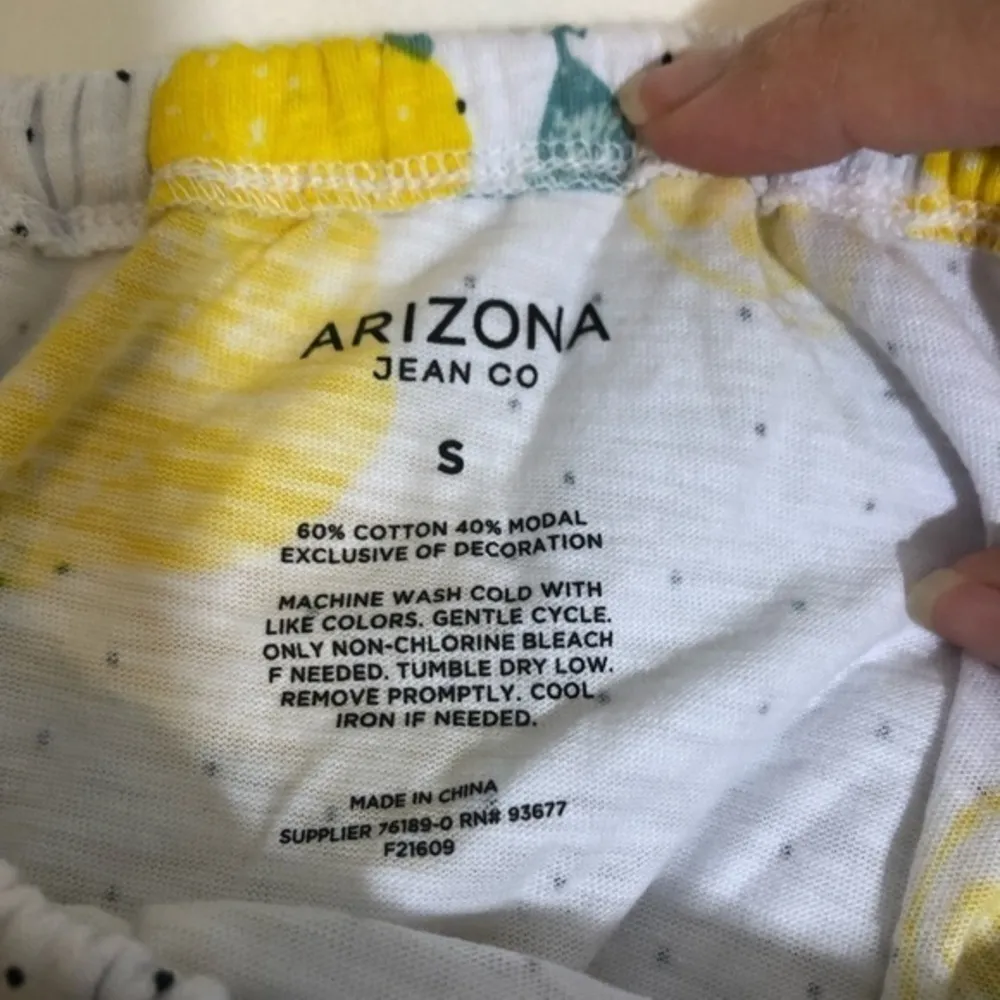 ARIZONA
JEAN CO
S
60% COTTON 40% MODAL
EXCLUSIVE OF DECORATION
MACHINE WASH COLD WITH
LIKE COLORS. GENTLE CYCLE.
ONLY NON-CHLORINE BLEACH
F NEEDED. TUMBLE DRY LOW.
REMOVE PROMPTLY. COOL
IRON IF NEEDED.
MADE IN CHINA
SUPPLIER 76189-0 RN# 93677
F21609